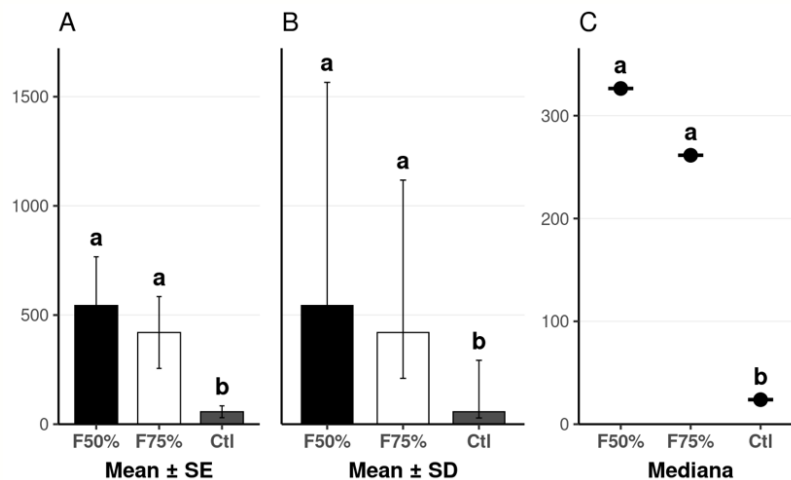 A
B
C
1500
1000
500
0
a
a
b
a
a
b
300
200
100
0
a
a
b
F50%
F75%
Ctl
F50%
F75%
Ctl
F50%
F75%
Ctl
Mean ± SE
Mean ± SD
Mediana